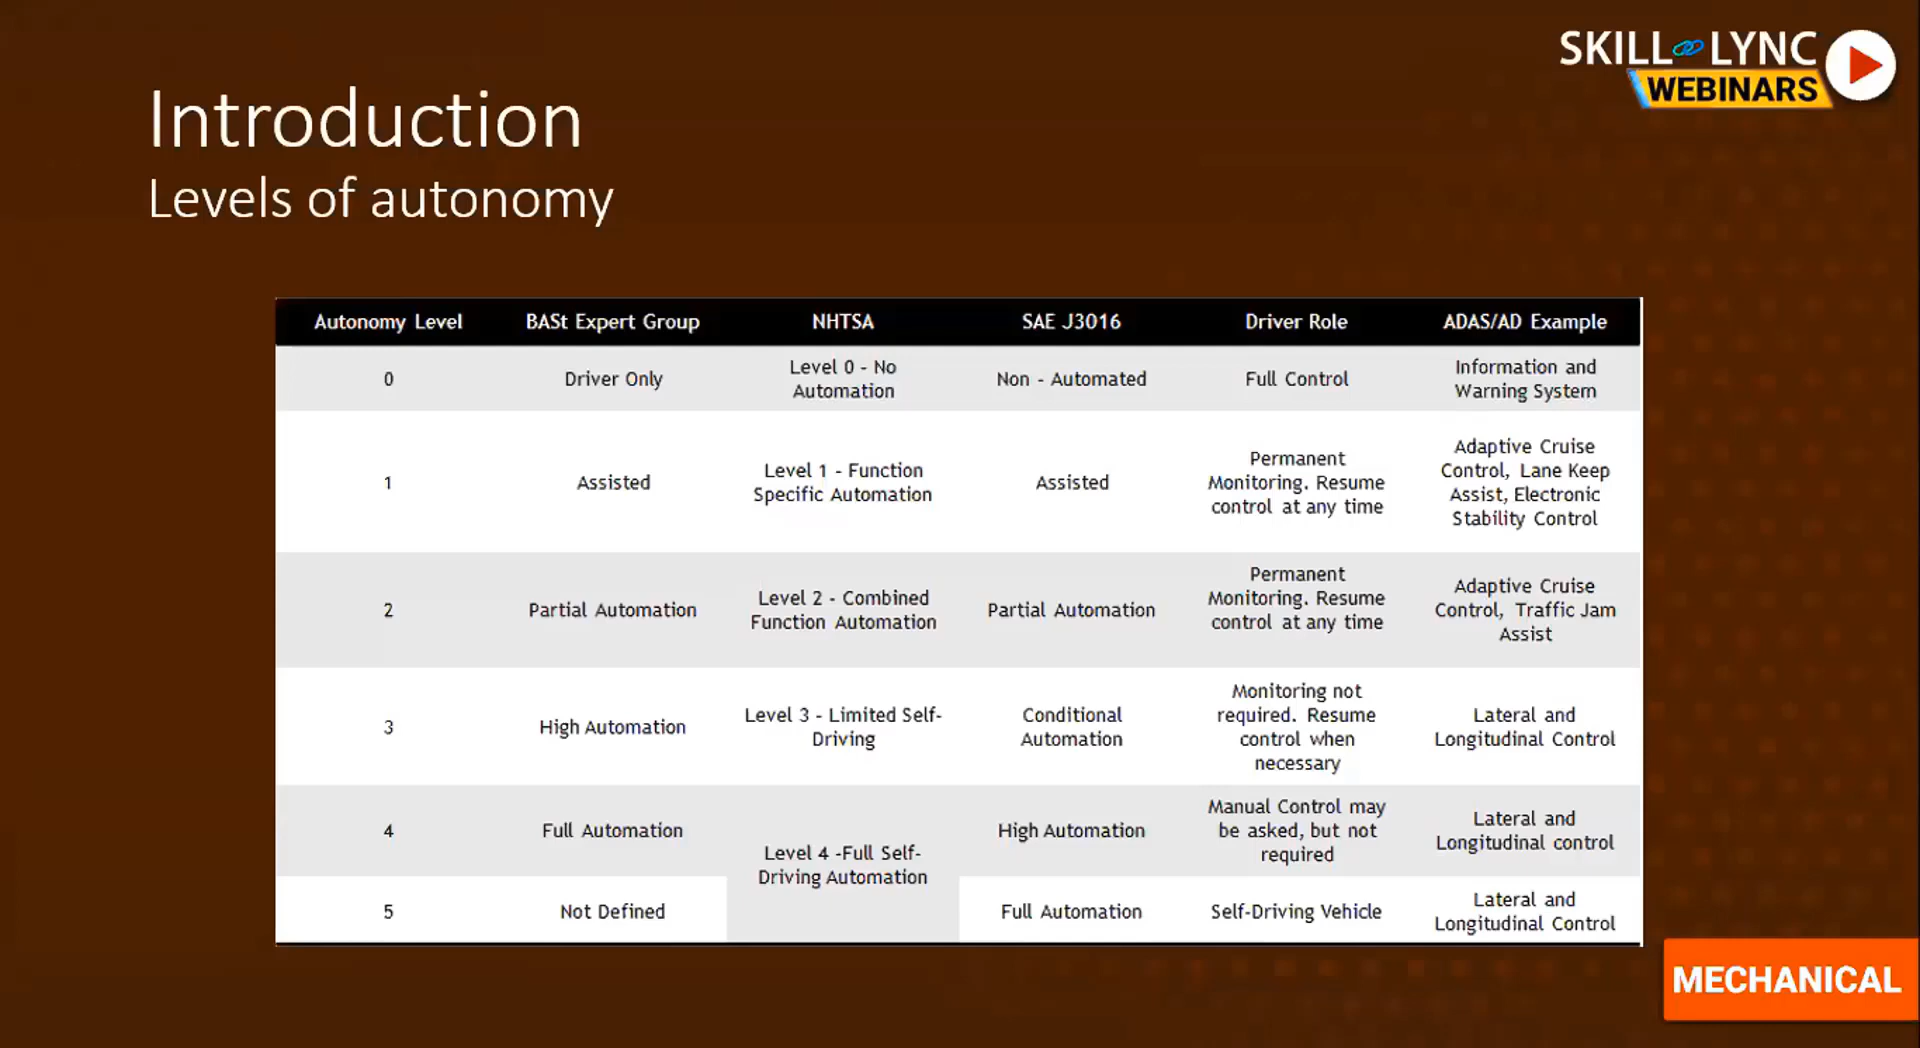 SKILL LYNC
WEBINARS
Introduction
Levels of autonomy
Autonomy Level BASt Expert Group NHTSA SAE J3016 Driver Role ADAS/AD Example
0
Driver Only
Level 0 - No
Automation
Non - Automated
Full Control
Information and
Warning System
1
Assisted
Level 1 - Function
Specific Automation
Assisted
Permanent
Monitoring. Resume
control at any time
Adaptive Cruise
Control, Lane Keep
Assist, Electronic
Stability Control
2
Partial Automation
Level 2 - Combined
Function Automation
Partial Automation
Permanent
Monitoring. Resume
control at any time
Adaptive Cruise
Control, Traffic Jam
Assist
3
High Automation
Level 3 - Limited Self-
Driving
Conditional
Automation
Monitoring not
required. Resume
control when
necessary
Lateral and
Longitudinal Control
4
Full Automation
Level 4 -Full Self-
Driving Automation
High Automation
Manual Control may
be asked, but not
required
Lateral and
Longitudinal control
5
Not Defined
Full Automation
Self-Driving Vehicle
Lateral and
Longitudinal Control
MECHANICAL